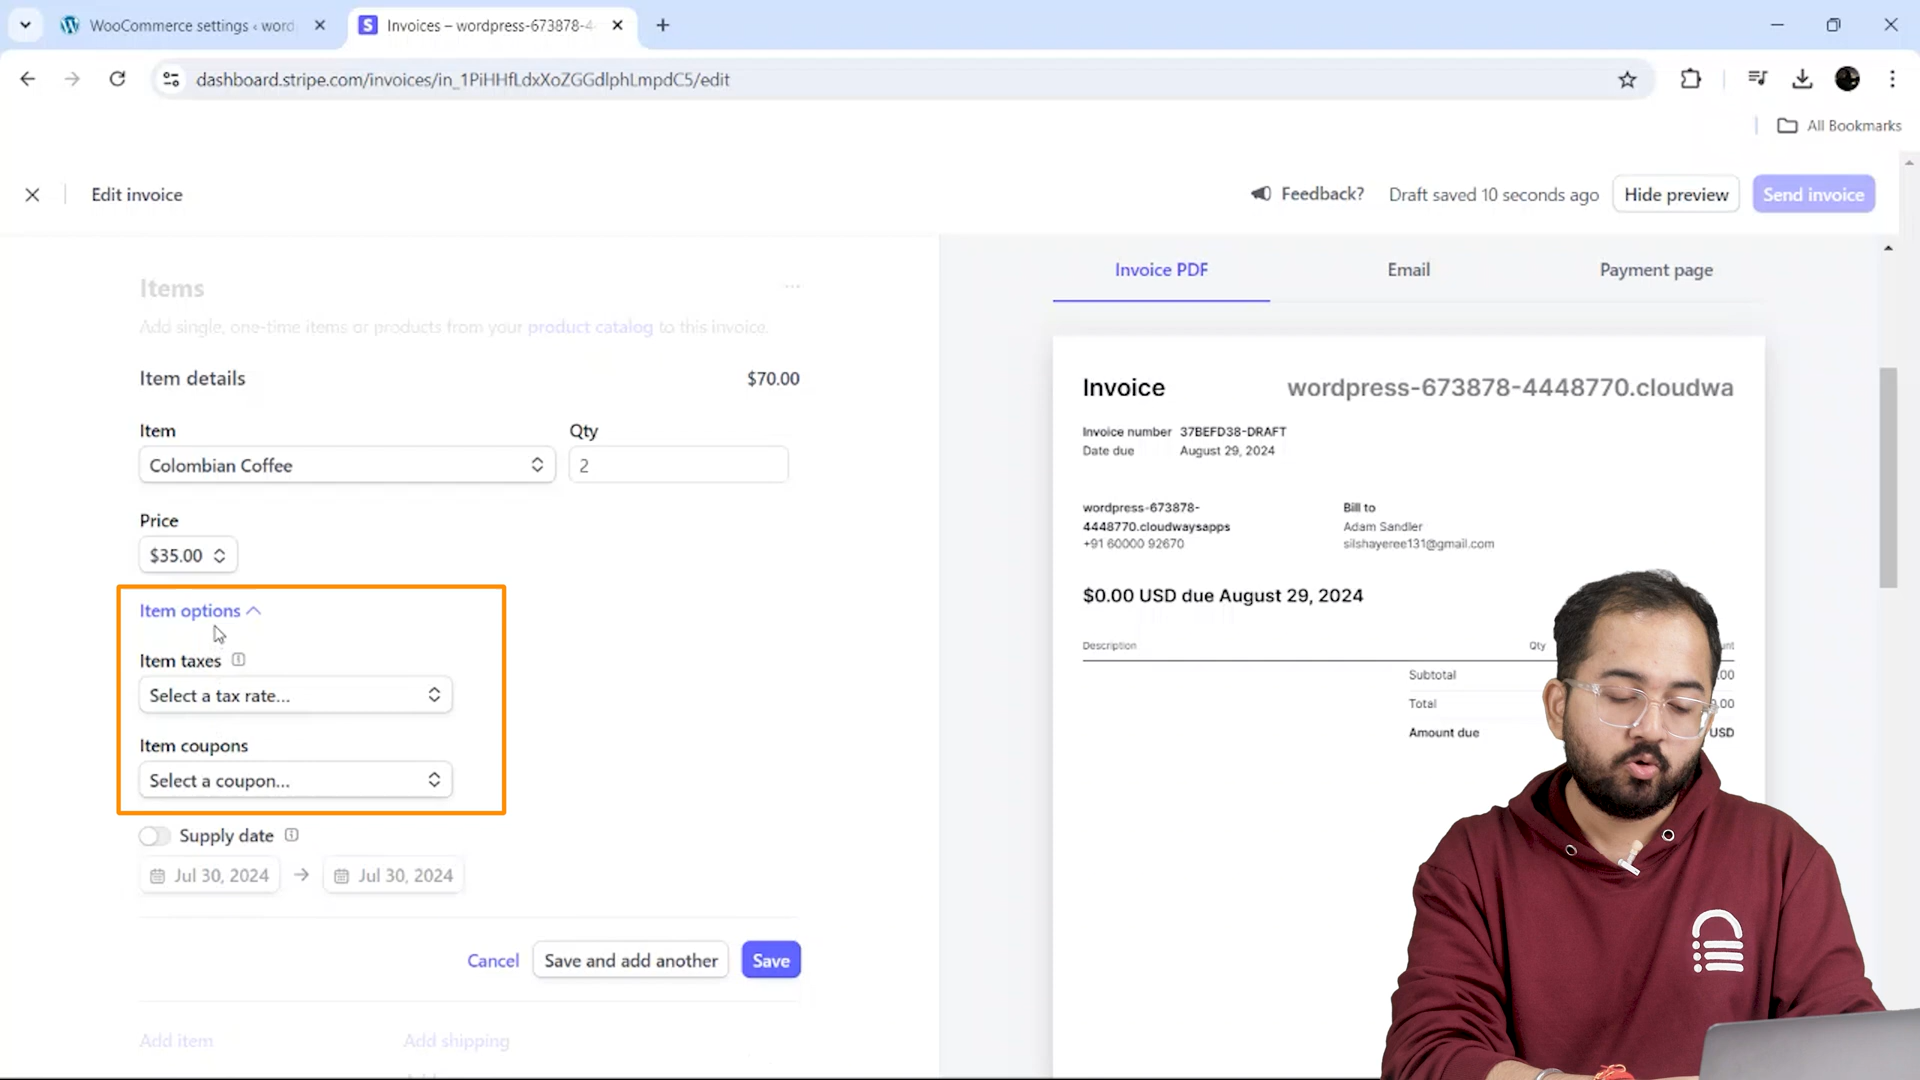 WooCommerce settings ‹ word
Invoices – wordpress-673878-4
dashboard.stripe.com/invoices/in_1PiHHfLdxXoZGGdlphLmpdC5/edit
All Bookmarks
Edit invoice
Feedback?
Draft saved 10 seconds ago
Hide preview
Send invoice
Items
Add single, one-time items or products from your product catalog to this invoice.
Item details
$70.00
Item
Qty
Colombian Coffee
2
Price
$35.00
Item options
Item taxes
Select a tax rate...
Item coupons
Select a coupon...
Supply date
Jul 30, 2024
Jul 30, 2024
Cancel
Save and add another
Save
Add item
Add shipping
Invoice PDF
Email
Payment page
Invoice
wordpress-673878-4448770.cloudwa
Invoice number 37BEFD38-DRAFT
Date due August 29, 2024
wordpress-673878-
4448770.cloudwaysapps
+91 60000 92670
Bill to
Adam Sandler
silshayeree131@gmail.com
$0.00 USD due August 29, 2024
Description
Qty
Subtotal
Total
Amount due
USD